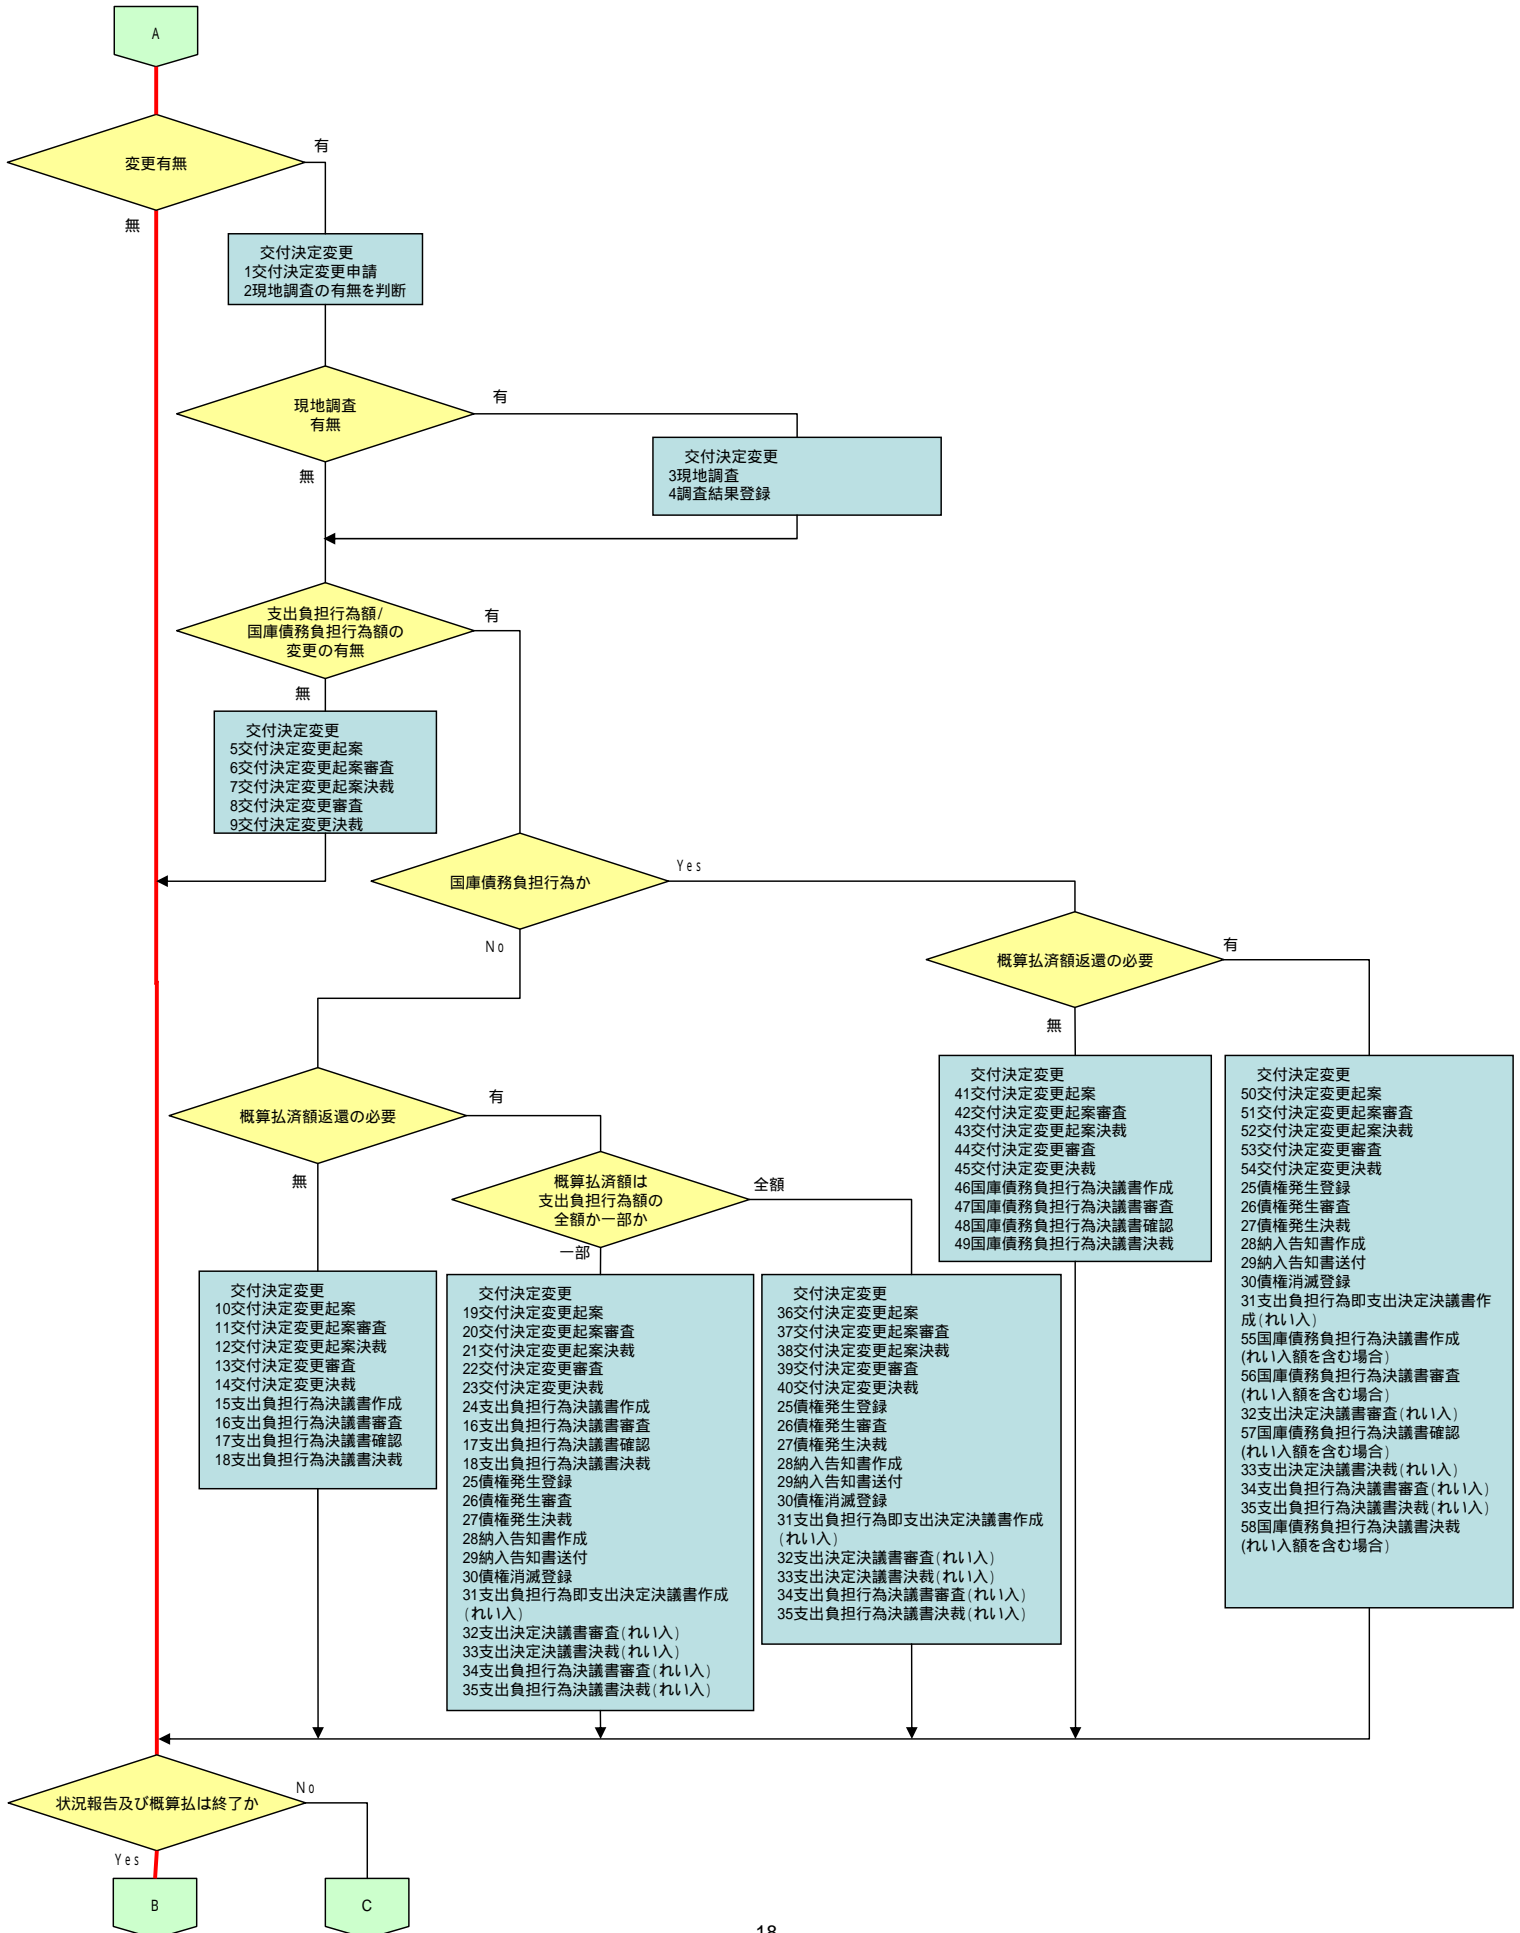 A
変更有無
有
無
交付決定変更
1交付決定変更申請
2現地調査の有無を判断
現地調査
有無
有
無
交付決定変更
3現地調査
4調査結果登録
支出負担行為額/
国庫債務負担行為額の
変更の有無
有
無
交付決定変更
5交付決定変更起案
6交付決定変更起案審査
7交付決定変更起案決裁
8交付決定変更審査
9交付決定変更決裁
国庫債務負担行為か
Yes
No
概算払済額返還の必要
有
無
概算払済額返還の必要
有
無
概算払済額は
支出負担行為額の
全額か一部か
全額
一部
交付決定変更
10交付決定変更起案
11交付決定変更起案審査
12交付決定変更起案決裁
13交付決定変更審査
14交付決定変更決裁
15支出負担行為決議書作成
16支出負担行為決議書審査
17支出負担行為決議書確認
18支出負担行為決議書決裁
交付決定変更
19交付決定変更起案
20交付決定変更起案審査
21交付決定変更起案決裁
22交付決定変更審査
23交付決定変更決裁
24支出負担行為決議書作成
16支出負担行為決議書審査
17支出負担行為決議書確認
18支出負担行為決議書決裁
25債権発生登録
26債権発生審査
27債権発生決裁
28納入告知書作成
29納入告知書送付
30債権消滅登録
31支出負担行為即支出決定決議書作成
(れい入)
32支出決定決議書審査(れい入)
33支出決定決議書決裁(れい入)
34支出負担行為決議書審査(れい入)
35支出負担行為決議書決裁(れい入)
交付決定変更
36交付決定変更起案
37交付決定変更起案審査
38交付決定変更起案決裁
39交付決定変更審査
40交付決定変更決裁
25債権発生登録
26債権発生審査
27債権発生決裁
28納入告知書作成
29納入告知書送付
30債権消滅登録
31支出負担行為即支出決定決議書作成
(れい入)
32支出決定決議書審査(れい入)
33支出決定決議書決裁(れい入)
34支出負担行為決議書審査(れい入)
35支出負担行為決議書決裁(れい入)
交付決定変更
41交付決定変更起案
42交付決定変更起案審査
43交付決定変更起案決裁
44交付決定変更審査
45交付決定変更決裁
46国庫債務負担行為決議書作成
47国庫債務負担行為決議書審査
48国庫債務負担行為決議書確認
49国庫債務負担行為決議書決裁
交付決定変更
50交付決定変更起案
51交付決定変更起案審査
52交付決定変更起案決裁
53交付決定変更審査
54交付決定変更決裁
25債権発生登録
26債権発生審査
27債権発生決裁
28納入告知書作成
29納入告知書送付
30債権消滅登録
31支出負担行為即支出決定決議書作
成(れい入)
55国庫債務負担行為決議書作成
(れい入額を含む場合)
56国庫債務負担行為決議書審査
(れい入額を含む場合)
32支出決定決議書審査(れい入)
57国庫債務負担行為決議書確認
(れい入額を含む場合)
33支出決定決議書決裁(れい入)
34支出負担行為決議書審査(れい入)
35支出負担行為決議書決裁(れい入)
58国庫債務負担行為決議書決裁
(れい入額を含む場合)
状況報告及び概算払は終了か
No
Yes
B
C
18